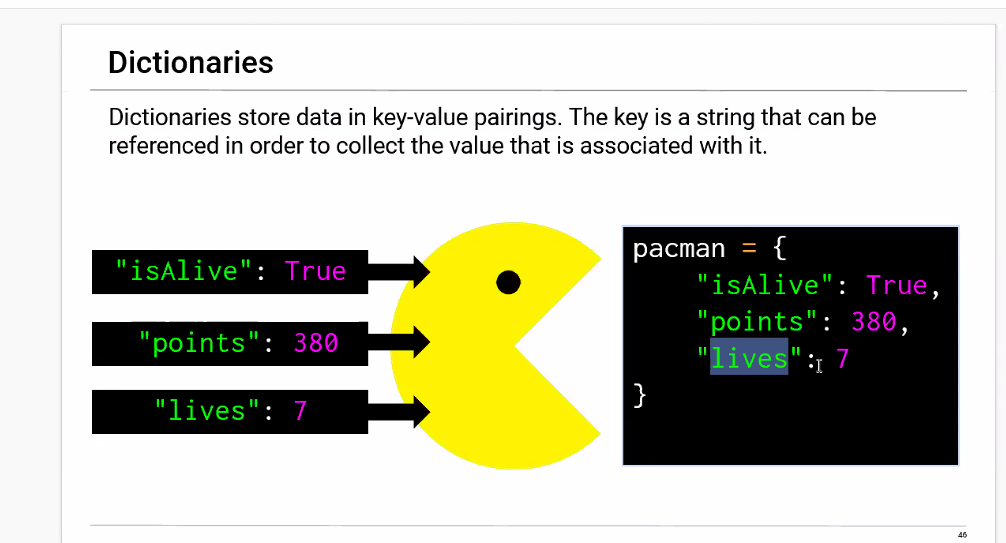 Dictionaries
Dictionaries store data in key-value pairings. The key is a string that can be
referenced in order to collect the value that is associated with it.
"isAlive": True
"points": 380
"lives": 7
pacman = {
"isAlive": True,
"points": 380,
"lives": 7
}
46